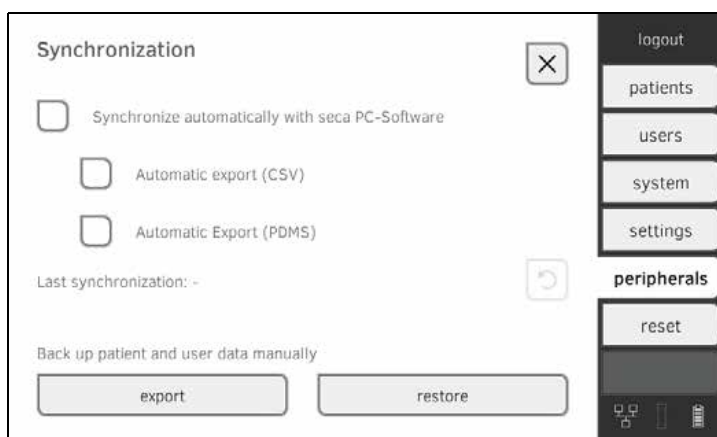 Synchronization
Synchronize automatically with seca PC-Software
Automatic export (CSV)
Automatic Export (PDMS)
Last synchronization: -
Back up patient and user data manually
export
restore
logout
patients
users
system
settings
peripherals
reset